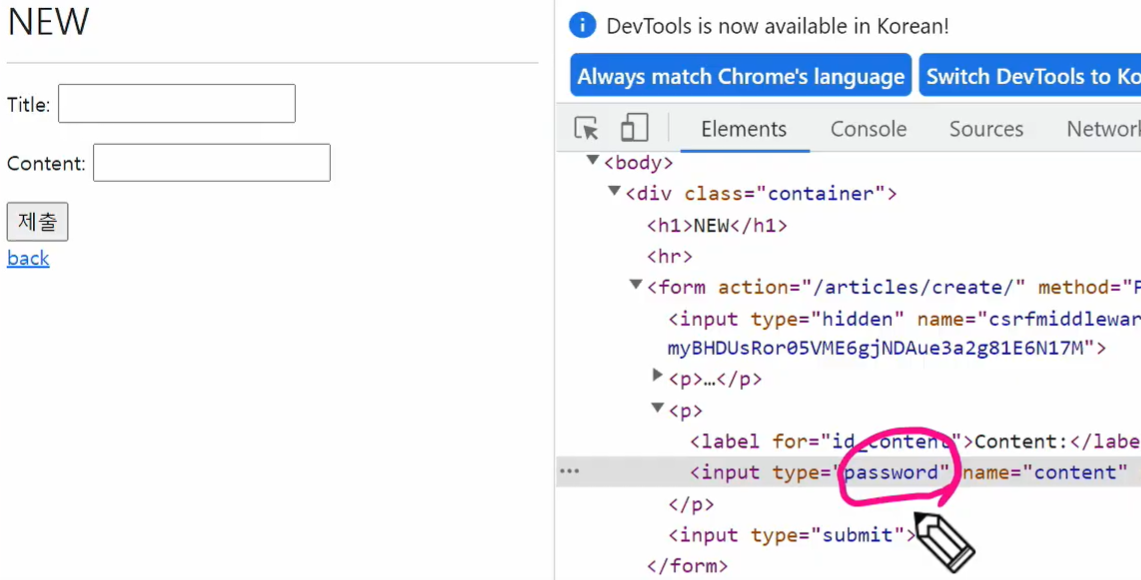 NEW
Title:
Content:
제출
back
DevTools is now available in Korean!
Always match Chrome's language
Switch DevTools to Ko
Elements
Console
Sources
Network
<body>
<div class="container">
<h1>NEW</h1>
<hr>
<form action="/articles/create/" method="P
<input type="hidden" name="csrfmiddlewar
myBHDUsRor05VME6gjNDAue3a2g81E6N17M">
<p>…</p>
<p>
<label for="id_content">Content:</labe
<input type="password" name="content"
</p>
<input type="submit">
</form>